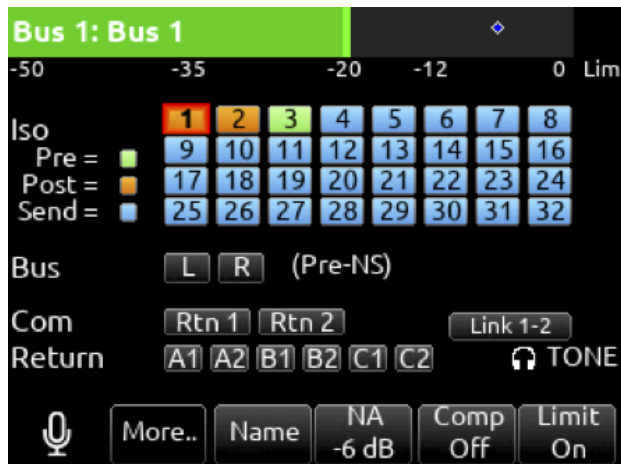 Bus 1: Bus 1
-50 -35 -20 -12 0 Lim
Iso 1 2 3 4 5 6 7 8
Pre = 9 10 11 12 13 14 15 16
Post = 17 18 19 20 21 22 23 24
Send = 25 26 27 28 29 30 31 32
Bus L R (Pre-NS)
Com Rtn 1 Rtn 2 Link 1-2
Return A1 A2 B1 B2 C1 C2 TONE
More.. Name NA Comp Limit
-6 dB Off On